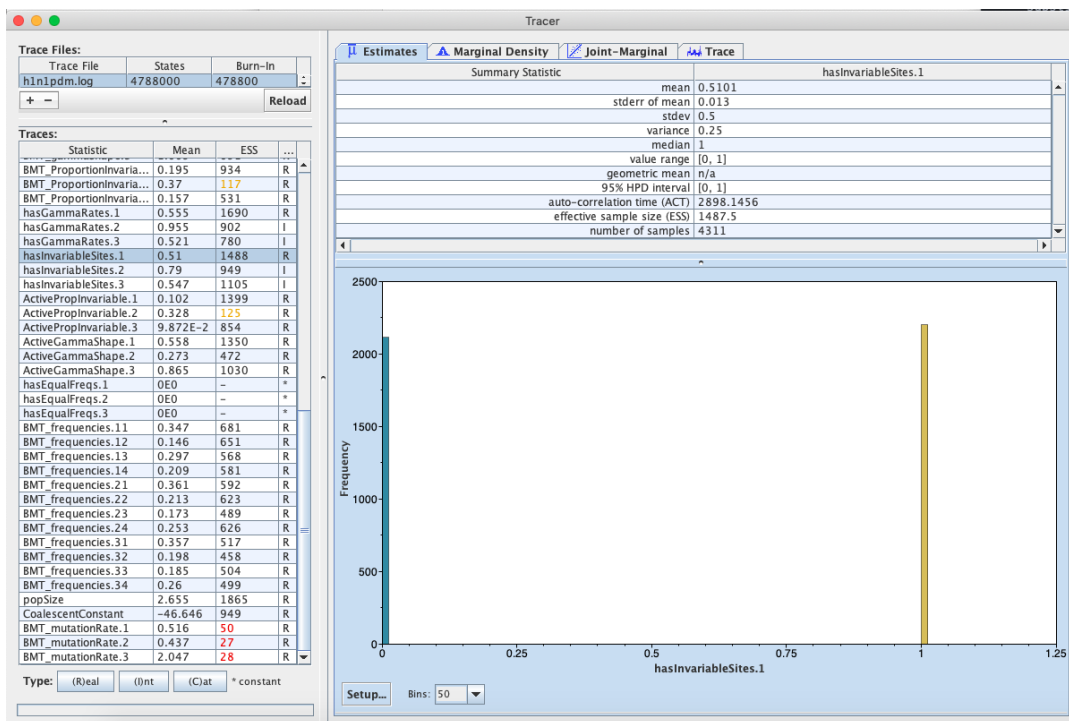 Tracer
Trace Files:
Trace File States Burn-In
h1n1pdm.log 4788000 478800
+ − Reload
Traces:
Statistic Mean ESS ...
BMT_ProportionInvaria... 0.195 934 R
BMT_ProportionInvaria... 0.37 117 R
BMT_ProportionInvaria... 0.157 531 R
hasGammaRates.1 0.555 1690 R
hasGammaRates.2 0.955 902 I
hasGammaRates.3 0.521 780 I
hasInvariableSites.1 0.51 1488 R
hasInvariableSites.2 0.79 949 I
hasInvariableSites.3 0.547 1105 I
ActivePropInvariable.1 0.102 1399 R
ActivePropInvariable.2 0.328 125 R
ActivePropInvariable.3 9.872E-2 854 R
ActiveGammaShape.1 0.558 1350 R
ActiveGammaShape.2 0.273 472 R
ActiveGammaShape.3 0.865 1030 R
hasEqualFreqs.1 0E0 – *
hasEqualFreqs.2 0E0 – *
hasEqualFreqs.3 0E0 – *
BMT_frequencies.11 0.347 681 R
BMT_frequencies.12 0.146 651 R
BMT_frequencies.13 0.297 568 R
BMT_frequencies.14 0.209 581 R
BMT_frequencies.21 0.361 592 R
BMT_frequencies.22 0.213 623 R
BMT_frequencies.23 0.173 489 R
BMT_frequencies.24 0.253 626 R
BMT_frequencies.31 0.357 517 R
BMT_frequencies.32 0.198 458 R
BMT_frequencies.33 0.185 504 R
BMT_frequencies.34 0.26 499 R
popSize 2.655 1865 R
CoalescentConstant −46.646 949 R
BMT_mutationRate.1 0.516 50 R
BMT_mutationRate.2 0.437 27 R
BMT_mutationRate.3 2.047 28 R
Type: (R)eal (I)nt (C)at * constant
Estimates Marginal Density Joint-Marginal Trace
Summary Statistic hasInvariableSites.1
mean 0.5101
stderr of mean 0.013
stdev 0.5
variance 0.25
median 1
value range [0, 1]
geometric mean n/a
95% HPD interval [0, 1]
auto-correlation time (ACT) 2898.1456
effective sample size (ESS) 1487.5
number of samples 4311
2500
2000
1500
1000
500
0
Frequency
0 0.25 0.5 0.75 1 1.25
hasInvariableSites.1
Setup... Bins: 50